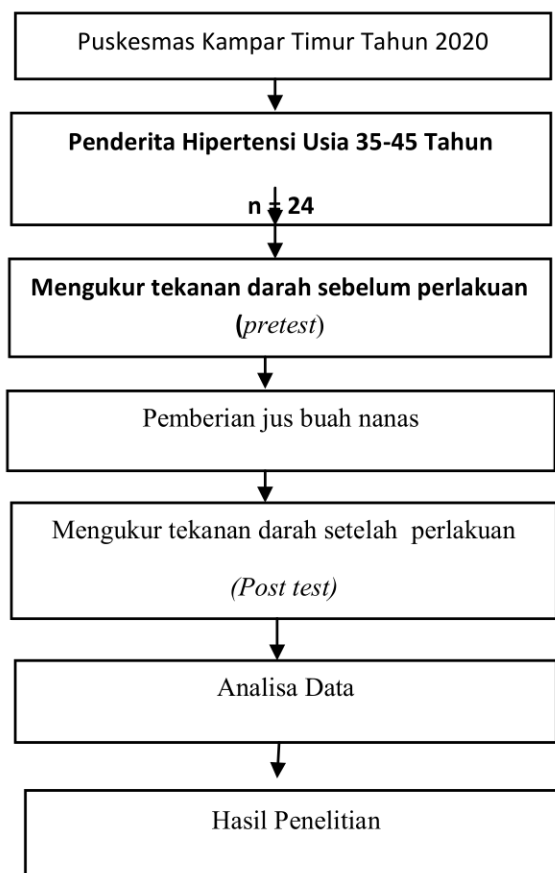 Puskesmas Kampar Timur Tahun 2020
Penderita Hipertensi Usia 35-45 Tahun
n = 24
Mengukur tekanan darah sebelum perlakuan
(pretest)
Pemberian jus buah nanas
Mengukur tekanan darah setelah perlakuan
(Post test)
Analisa Data
Hasil Penelitian